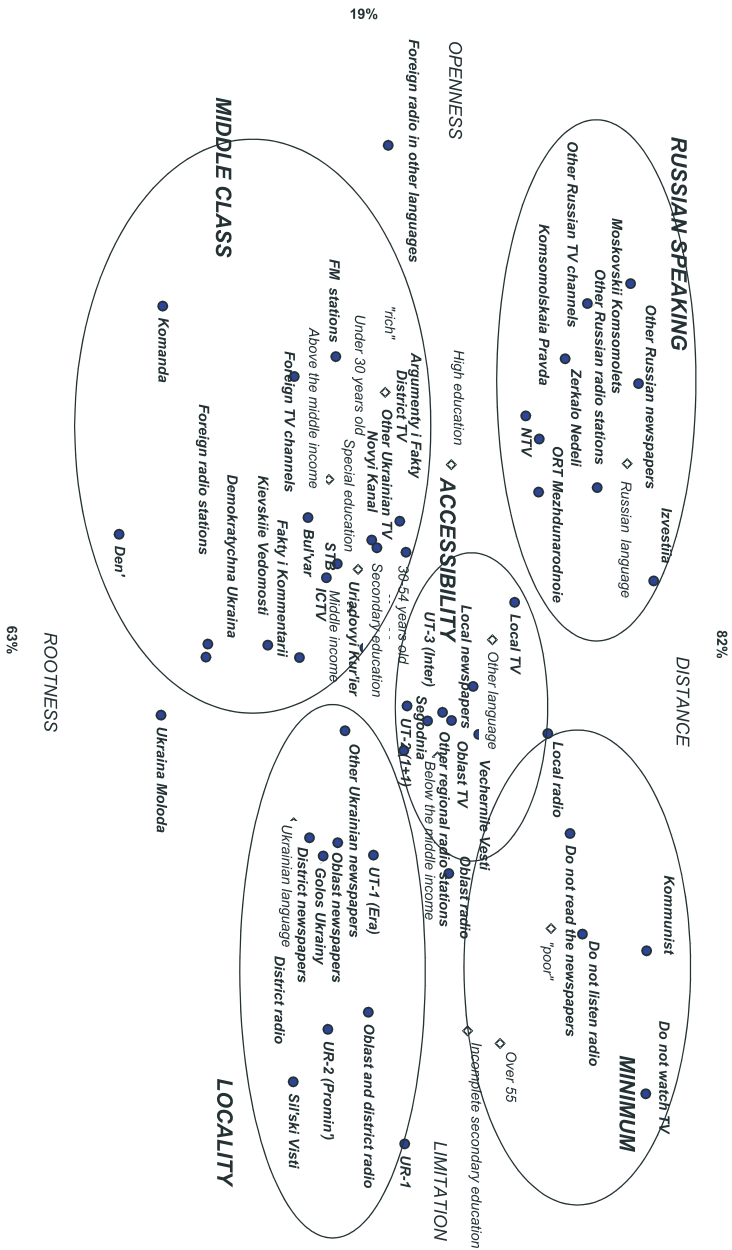 82%
RUSSIAN SPEAKING
DISTANCE
Izvestiia
Kommunist
Do not watch TV
Other Russian newspapers
Russian language
MINIMUM
Moskovskii Komsomolets
Other Russian radio stations
Do not listen radio
Zerkalo Nedeli
Other Russian TV channels
Do not read the newspapers
ORT Mezhdunarodnoie
Local radio
"poor"
Komsomolskaia Pravda
NTV
Local TV
Over 55
Other language
Vechernie Vesti
Incomplete secondary education
Local newspapers
Oblast TV
Oblast radio
OPENNESS
High education
ACCESSIBILITY
Other regional radio stations
LIMITATION
UT-3 (Inter)
Below the middle income
Segodnia
Foreign radio in other languages
Argumenty i Fakty
UT-2 (1+1)
UR-1
District TV
30-54 years old
"rich"
Other Ukrainian TV
Secondary education
Novyi Kanal
UT-1 (Era)
Oblast and district radio
19%
Under 30 years old
Uriadovyi Kur'ier
Other Ukrainian newspapers
Special education
FM stations
STB
Middle income
Oblast newspapers
ICTV
Golos Ukrainy
UR-2 (Promin')
Above the middle income
Bul'var
District newspapers
Foreign TV channels
Ukrainian language
Sil'ski Visti
Fakty i Kommentarii
District radio
Kievskiie Vedomosti
Demokratychna Ukraina
MIDDLE CLASS
LOCALITY
Foreign radio stations
Komanda
Ukraina Moloda
Den'
ROOTNESS
63%